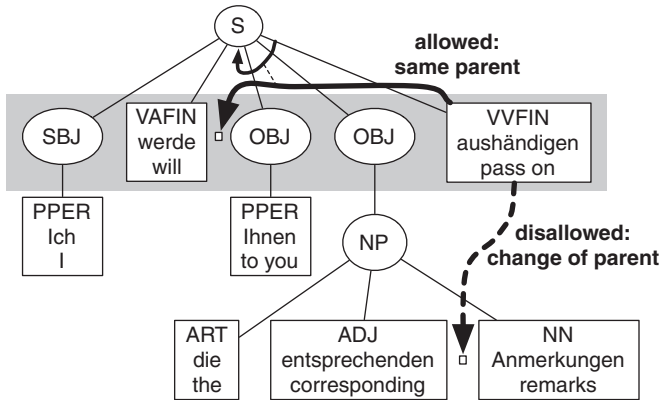 S
allowed:
same parent
SBJ
VAFIN
werde
will
OBJ
OBJ
VVFIN
aushändigen
pass on
PPER
Ich
I
PPER
Ihnen
to you
NP
disallowed:
change of parent
ART
die
the
ADJ
entsprechenden
corresponding
NN
Anmerkungen
remarks